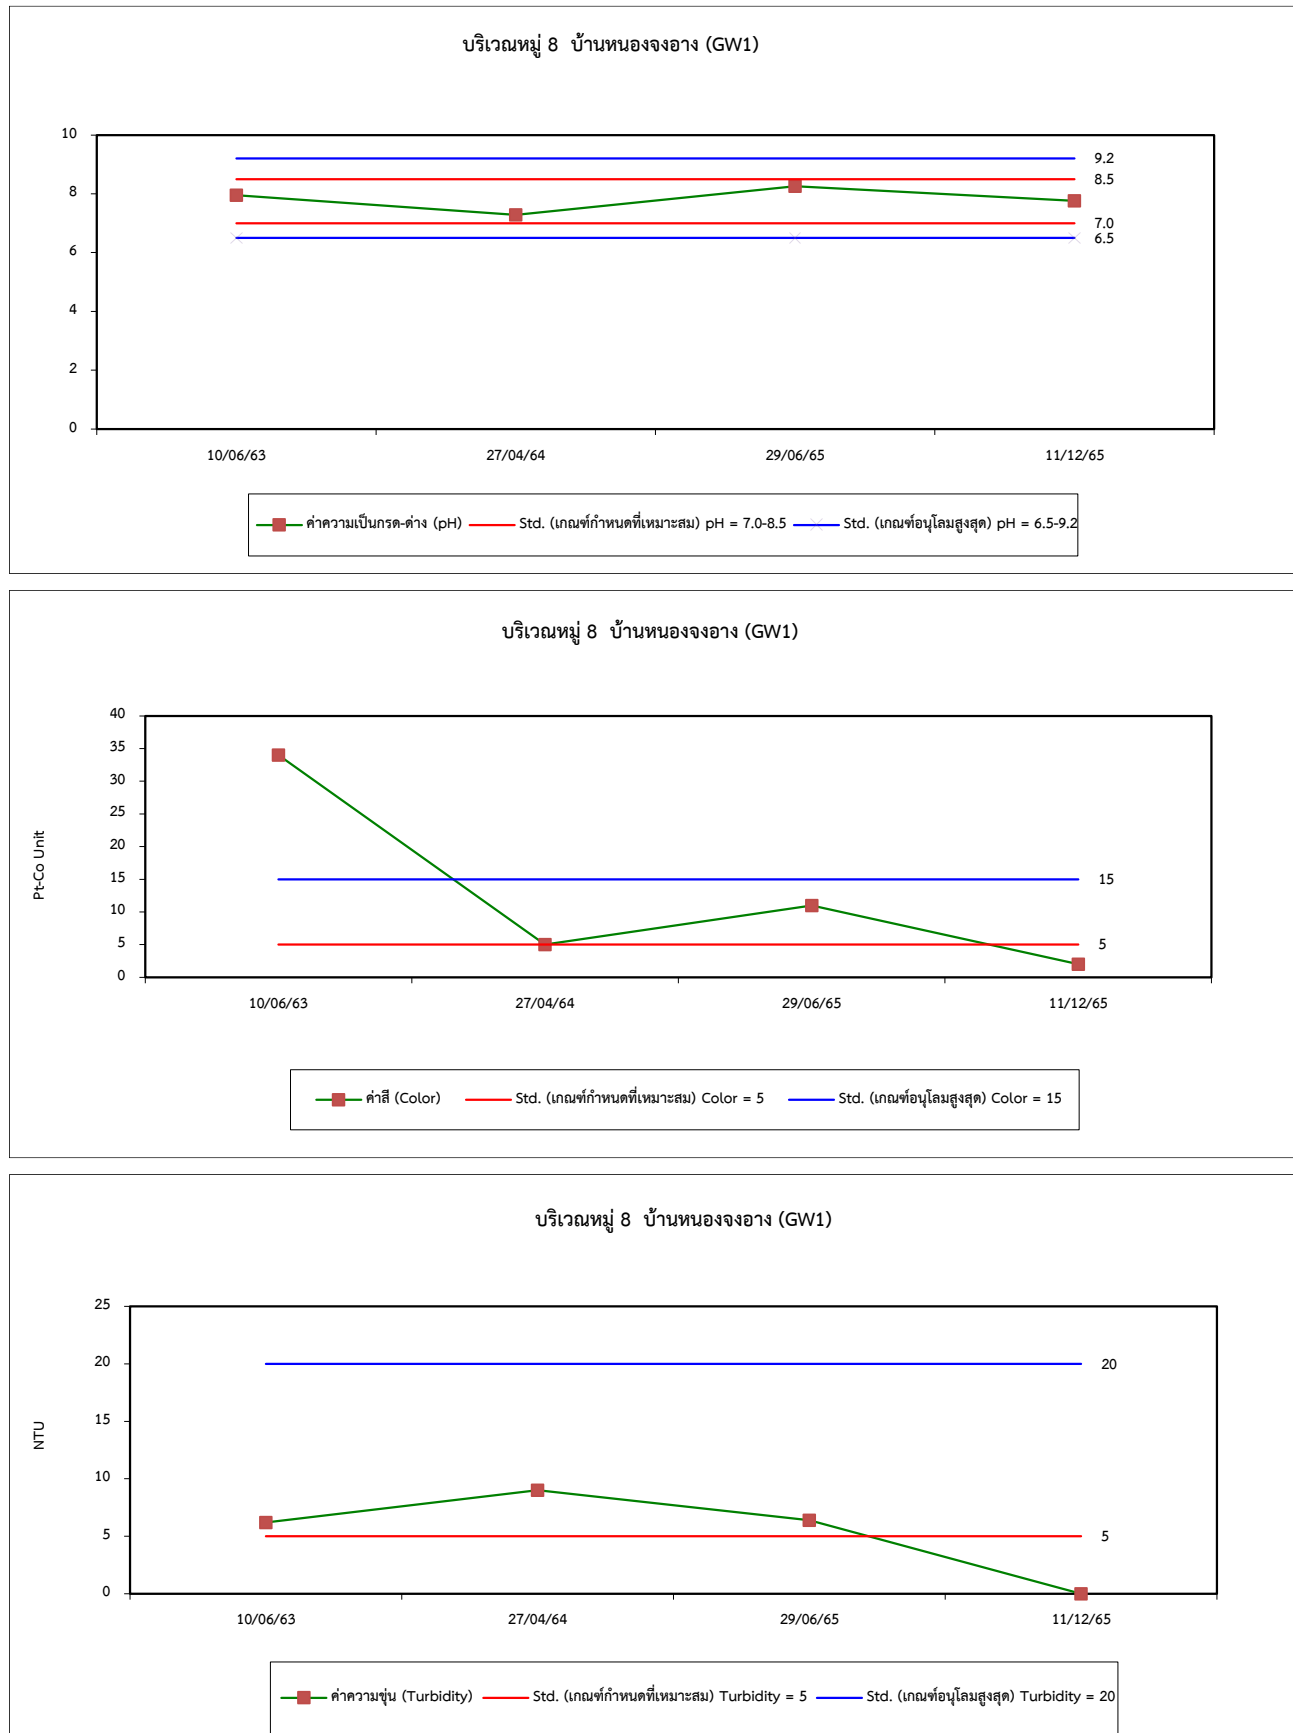 บริเวณหมู่ 8 บ้านหนองจงอาง (GW1)
10
8
6
4
2
0
9.2
8.5
7.0
6.5
10/06/63 27/04/64 29/06/65 11/12/65
ค่าความเป็นกรด-ด่าง (pH) Std. (เกณฑ์กำหนดที่เหมาะสม) pH = 7.0-8.5 Std. (เกณฑ์อนุโลมสูงสุด) pH = 6.5-9.2
บริเวณหมู่ 8 บ้านหนองจงอาง (GW1)
Pt-Co Unit
40
35
30
25
20
15
10
5
0
15
5
10/06/63 27/04/64 29/06/65 11/12/65
ค่าสี (Color) Std. (เกณฑ์กำหนดที่เหมาะสม) Color = 5 Std. (เกณฑ์อนุโลมสูงสุด) Color = 15
บริเวณหมู่ 8 บ้านหนองจงอาง (GW1)
NTU
25
20
15
10
5
0
20
5
10/06/63 27/04/64 29/06/65 11/12/65
ค่าความขุ่น (Turbidity) Std. (เกณฑ์กำหนดที่เหมาะสม) Turbidity = 5 Std. (เกณฑ์อนุโลมสูงสุด) Turbidity = 20